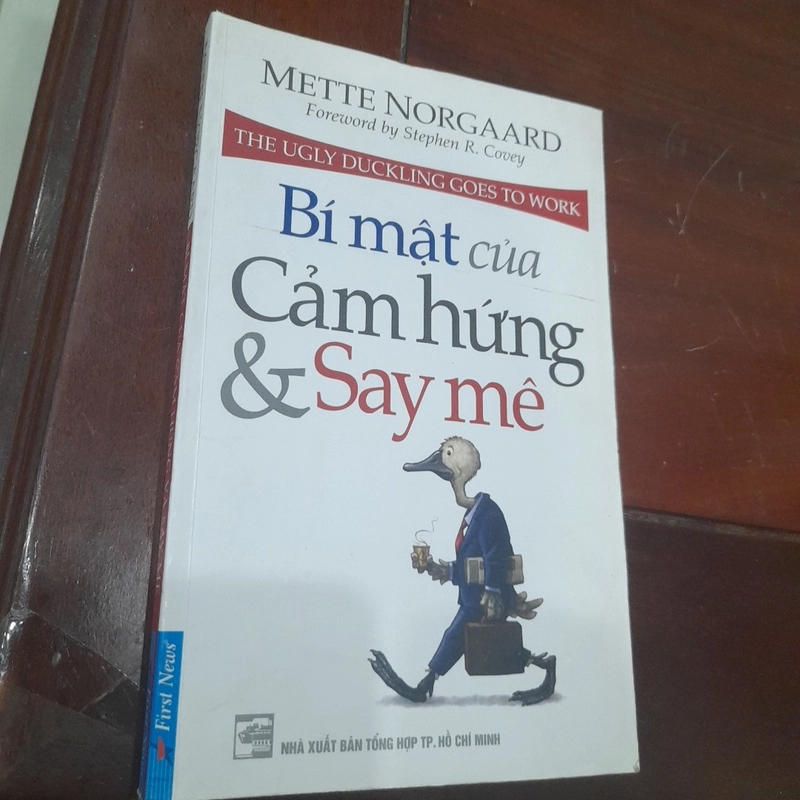 METTE NORGAARD
Foreword by Stephen R. Covey
THE UGLY DUCKLING GOES TO WORK
Bí mật của
Cảm hứng
& Say mê
First News
NHÀ XUẤT BẢN TỔNG HỢP TP. HỒ CHÍ MINH